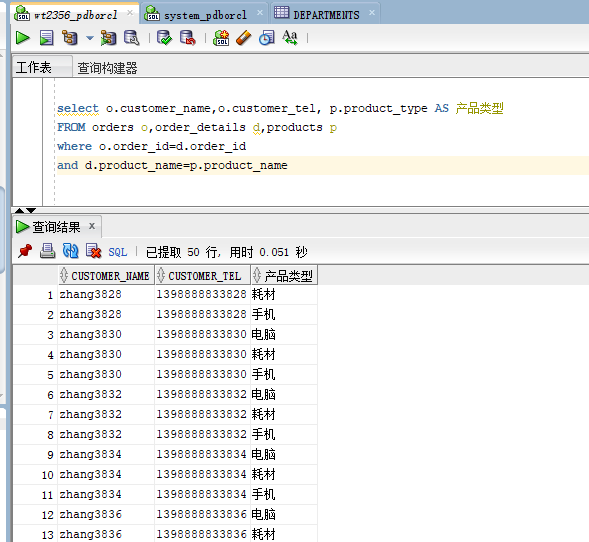 wt2356_pdborcl × system_pdborcl × DEPARTMENTS ×
工作表 查询构建器
select o.customer_name,o.customer_tel, p.product_type AS 产品类型
FROM orders o,order_details d,products p
where o.order_id=d.order_id
and d.product_name=p.product_name
查询结果 ×
SQL | 已提取 50 行, 用时 0.051 秒
CUSTOMER_NAME CUSTOMER_TEL 产品类型
1 zhang3828 1398888833828 耗材
2 zhang3828 1398888833828 手机
3 zhang3830 1398888833830 电脑
4 zhang3830 1398888833830 耗材
5 zhang3830 1398888833830 手机
6 zhang3832 1398888833832 电脑
7 zhang3832 1398888833832 耗材
8 zhang3832 1398888833832 手机
9 zhang3834 1398888833834 电脑
10 zhang3834 1398888833834 耗材
11 zhang3834 1398888833834 手机
12 zhang3836 1398888833836 电脑
13 zhang3836 1398888833836 耗材